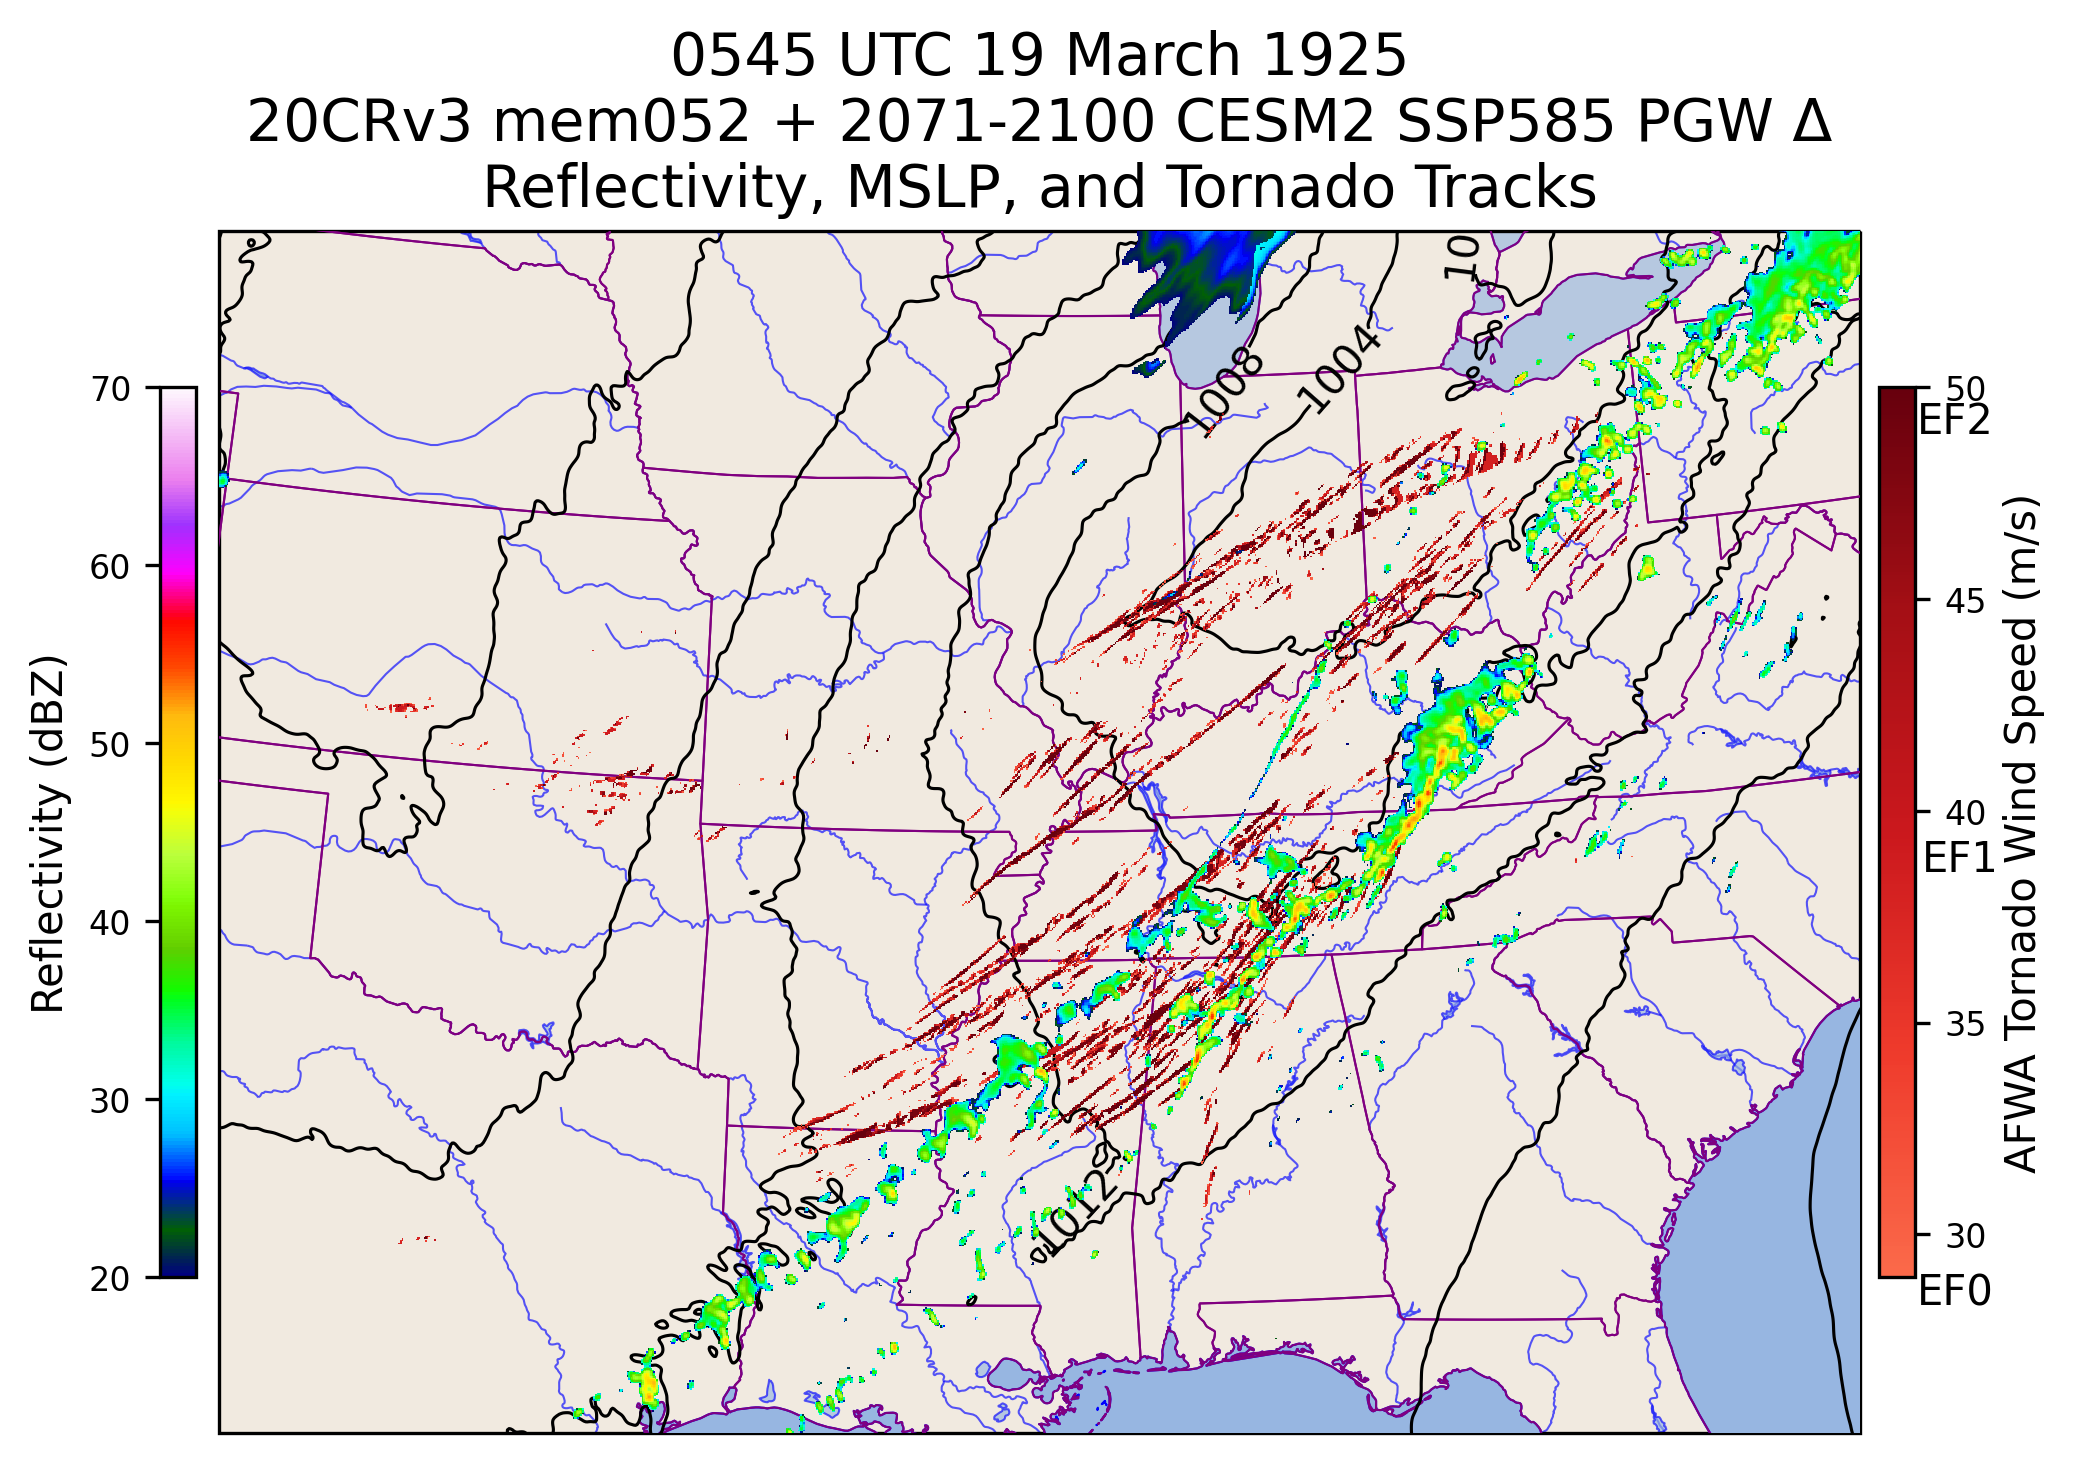 0545 UTC 19 March 1925
20CRv3 mem052 + 2071-2100 CESM2 SSP585 PGW Δ
Reflectivity, MSLP, and Tornado Tracks
Reflectivity (dBZ)
70
60
50
40
30
20
10
1008
1004
1012
50
EF2
45
40
EF1
35
30
EF0
AFWA Tornado Wind Speed (m/s)